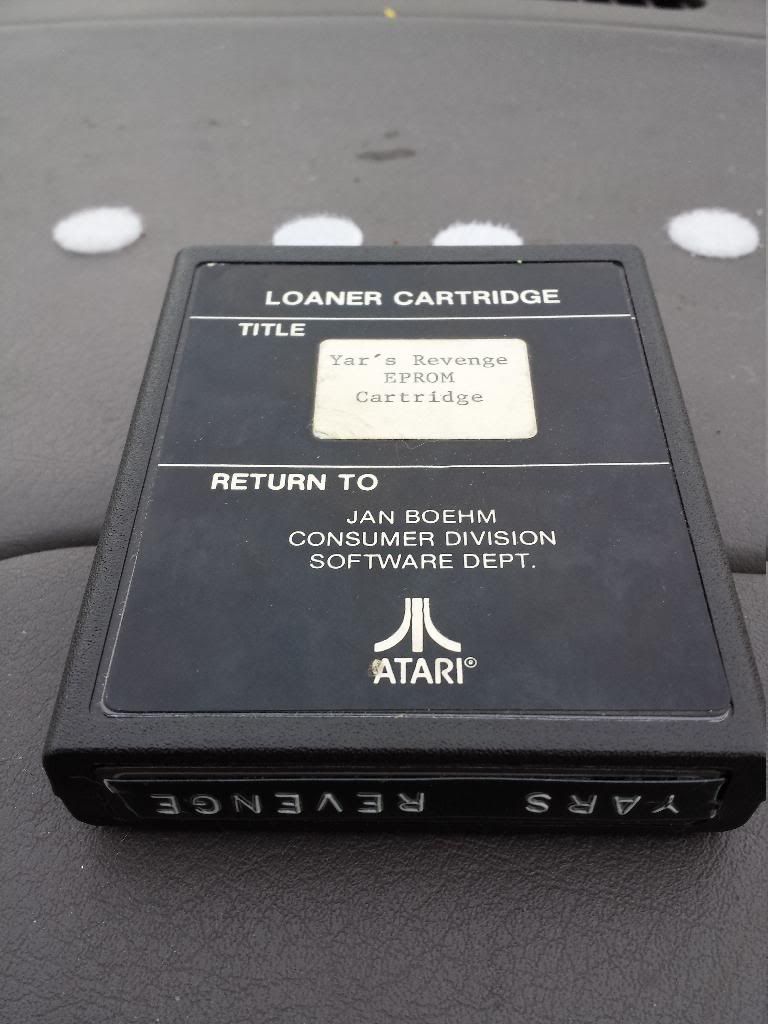 LOANER CARTRIDGE
TITLE
Yar's Revenge
EPROM
Cartridge
RETURN TO
JAN BOEHM
CONSUMER DIVISION
SOFTWARE DEPT.
ATARI©
YARS REVENGE